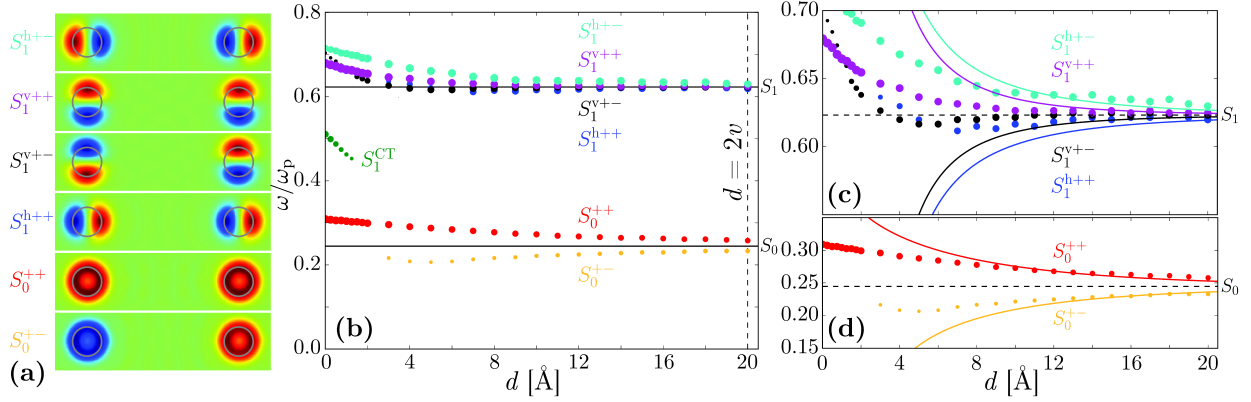 S₁ʰ⁺⁻
S₁ᵛ⁺⁺
S₁ᵛ⁺⁻
S₁ʰ⁺⁺
S₀⁺⁺
S₀⁺⁻
(a)
ω/ωₚ
0.8
0.6
0.4
0.2
0.0
S₁ʰ⁺⁻
S₁ᵛ⁺⁺
S₁
S₁ᵛ⁺⁻
S₁ʰ⁺⁺
S₁ᶜᵀ
d = 2v
S₀⁺⁺
S₀
S₀⁺⁻
(b)
0 4 8 12 16 20
d [Å]
0.70
0.65
0.60
S₁ʰ⁺⁻
S₁ᵛ⁺⁺
S₁
S₁ᵛ⁺⁻
S₁ʰ⁺⁺
(c)
0.35
0.30
0.25
0.20
0.15
S₀⁺⁺
S₀
S₀⁺⁻
(d)
0 4 8 12 16 20
d [Å]